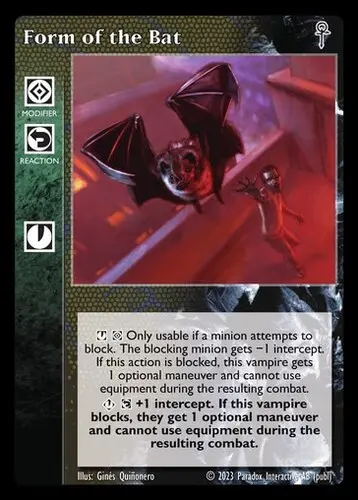 Form of the Bat
MODIFIER
REACTION
Only usable if a minion attempts to
block. The blocking minion gets −1 intercept.
If this action is blocked, this vampire gets
1 optional maneuver and cannot use
equipment during the resulting combat.
+1 intercept. If this vampire
blocks, they get 1 optional maneuver
and cannot use equipment during the
resulting combat.
Illus: Ginés Quiñonero
© 2023 Paradox Interactive AB (publ)